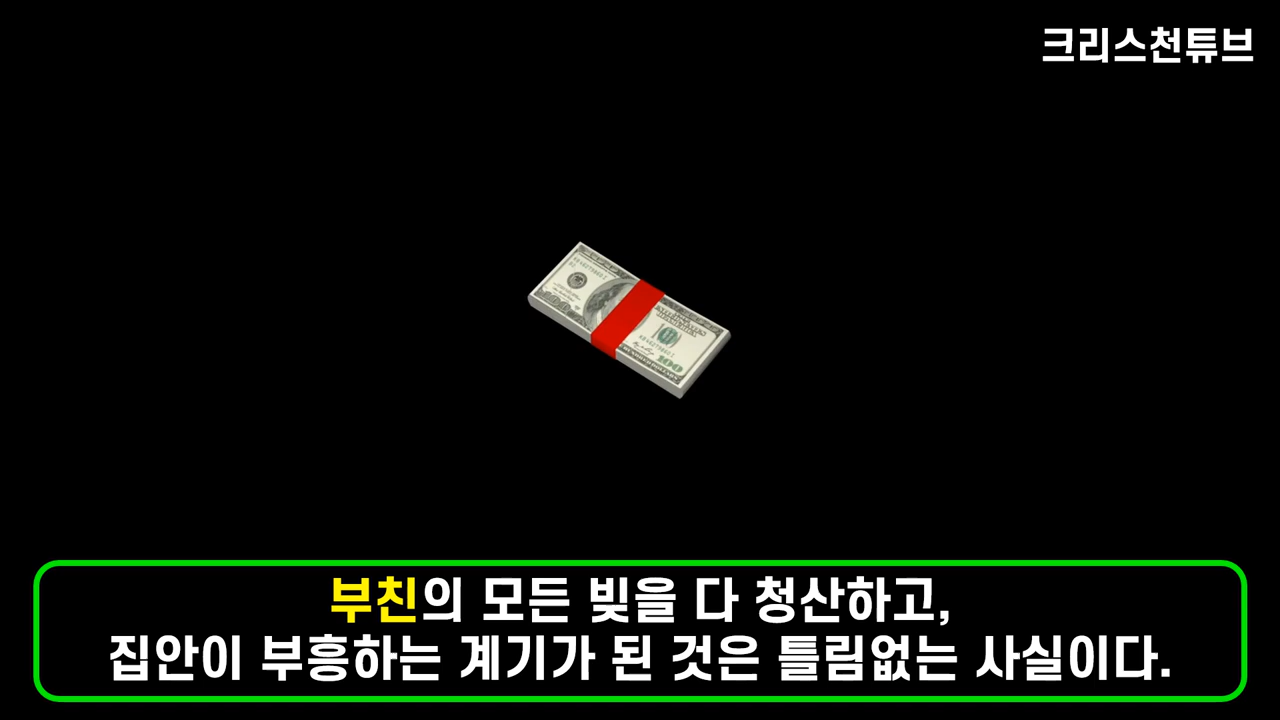 크리스천튜브
100
부친의 모든 빚을 다 청산하고,
집안이 부흥하는 계기가 된 것은 틀림없는 사실이다.